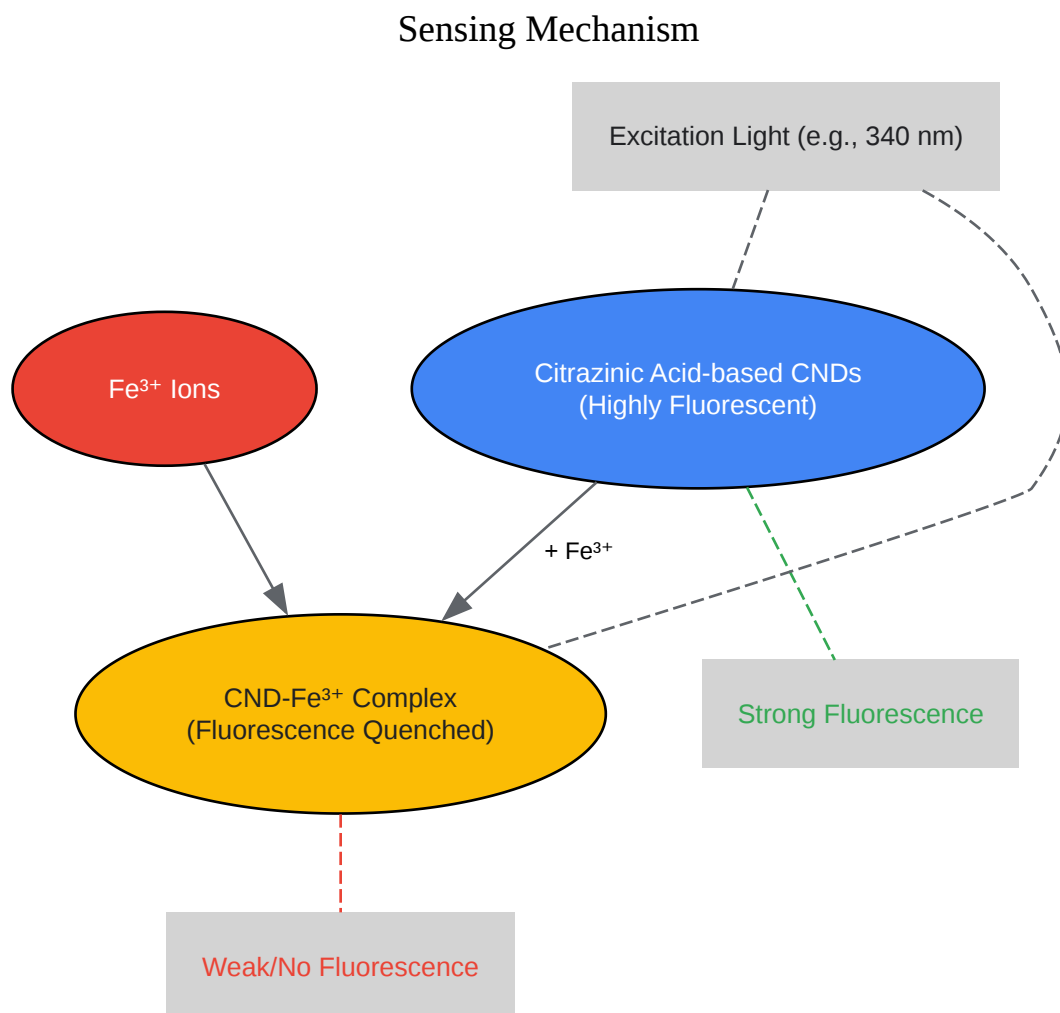 Sensing Mechanism
Excitation Light (e.g., 340 nm)
Fe³⁺ Ions
Citrazinic Acid-based CNDs
(Highly Fluorescent)
+ Fe³⁺
CND-Fe³⁺ Complex
(Fluorescence Quenched)
Strong Fluorescence
Weak/No Fluorescence